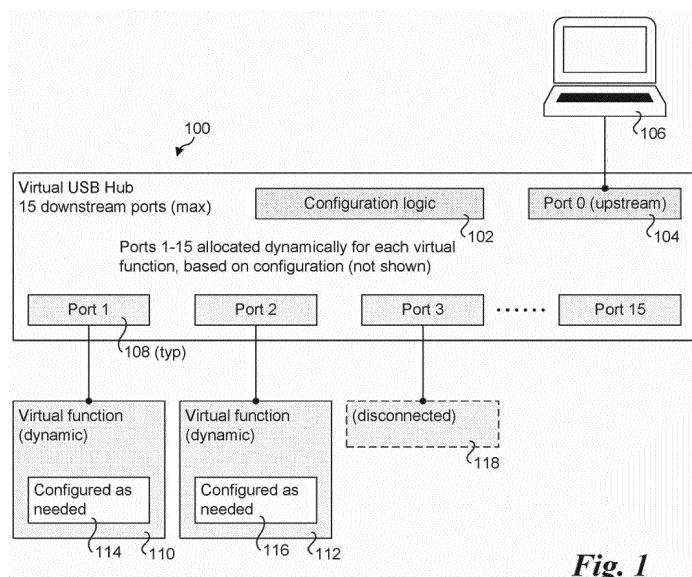 100
106
Virtual USB Hub
15 downstream ports (max)
Configuration logic
102
Port 0 (upstream)
104
Ports 1-15 allocated dynamically for each virtual
function, based on configuration (not shown)
Port 1
Port 2
Port 3
......
Port 15
108 (typ)
Virtual function
(dynamic)
Configured as
needed
114
110
Virtual function
(dynamic)
Configured as
needed
116
112
(disconnected)
118
Fig. 1